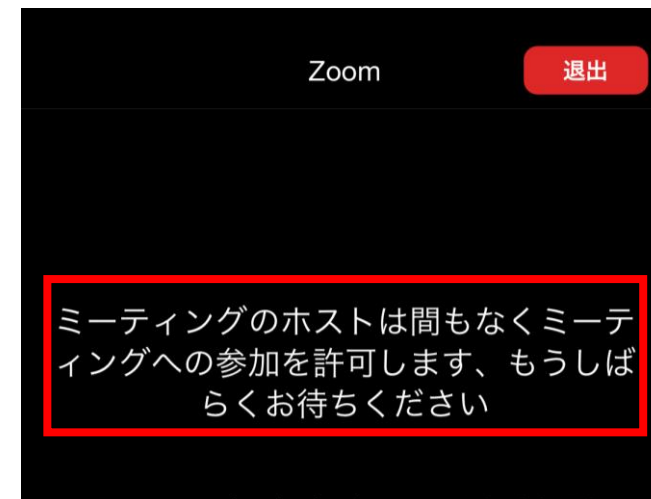 Zoom
退出
ミーティングのホストは間もなくミーテ
ィングへの参加を許可します、もうしば
らくお待ちください